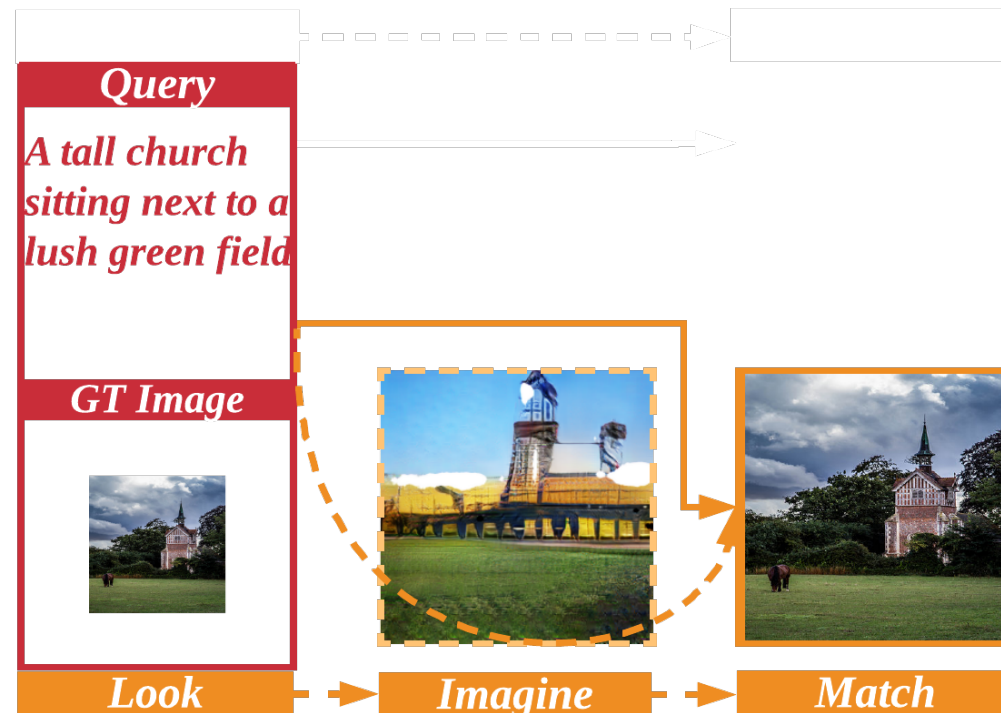 Query
A tall church
sitting next to a
lush green field
GT Image
Look
Imagine
Match